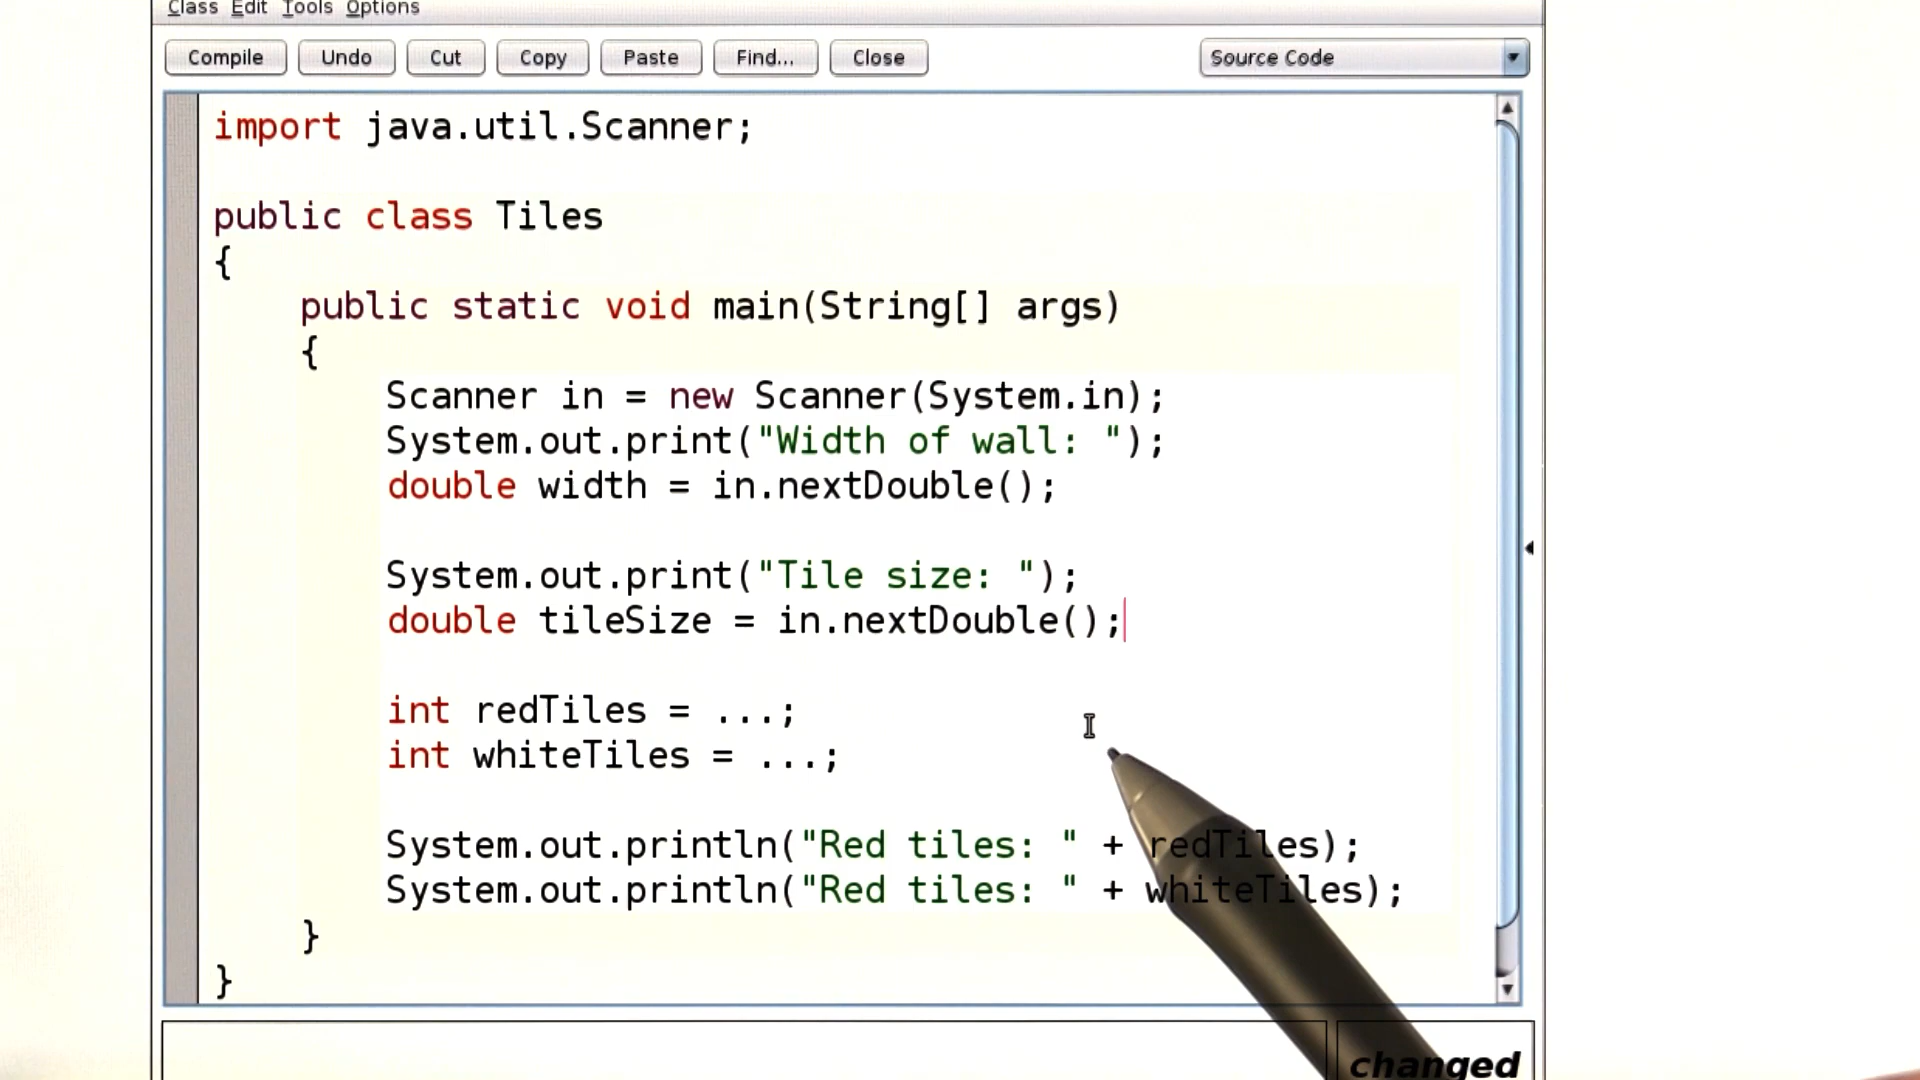 Class Edit Tools Options
Compile Undo Cut Copy Paste Find... Close Source Code
import java.util.Scanner;
public class Tiles
{
public static void main(String[] args)
{
Scanner in = new Scanner(System.in);
System.out.print("Width of wall: ");
double width = in.nextDouble();
System.out.print("Tile size: ");
double tileSize = in.nextDouble();
int redTiles = ...;
int whiteTiles = ...;
System.out.println("Red tiles: " + redTiles);
System.out.println("Red tiles: " + whiteTiles);
}
}
changed